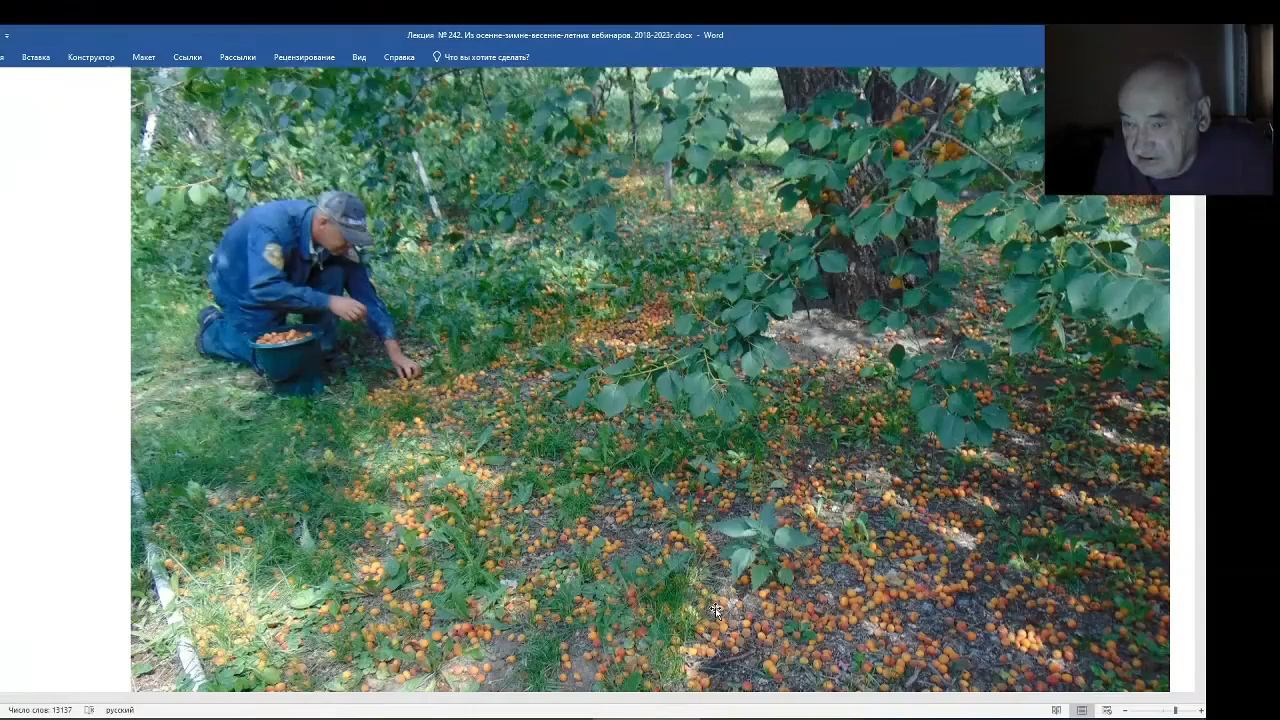 Лекция № 242. Из осенне-зимне-весенне-летних вебинаров. 2018-2023г.docx - Word
я Вставка Конструктор Макет Ссылки Рассылки Рецензирование Вид Справка Что вы хотите сделать?
Число слов: 13137 русский